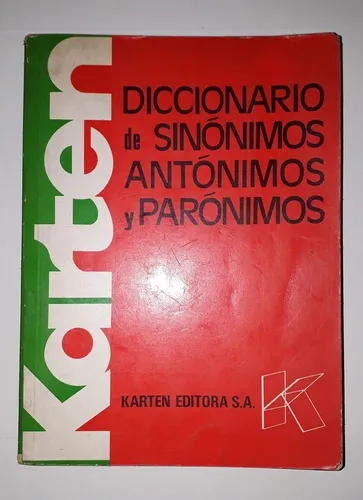 Karten
DICCIONARIO
de SINÓNIMOS
ANTÓNIMOS
y PARÓNIMOS
KARTEN EDITORA S.A.
K